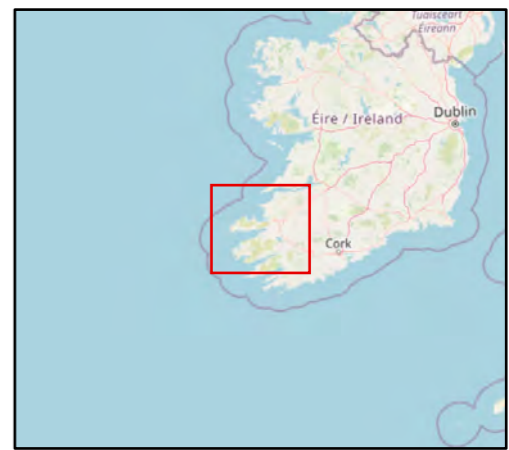 Tuaisceart
Éireann
Dublin
Éire / Ireland
Cork